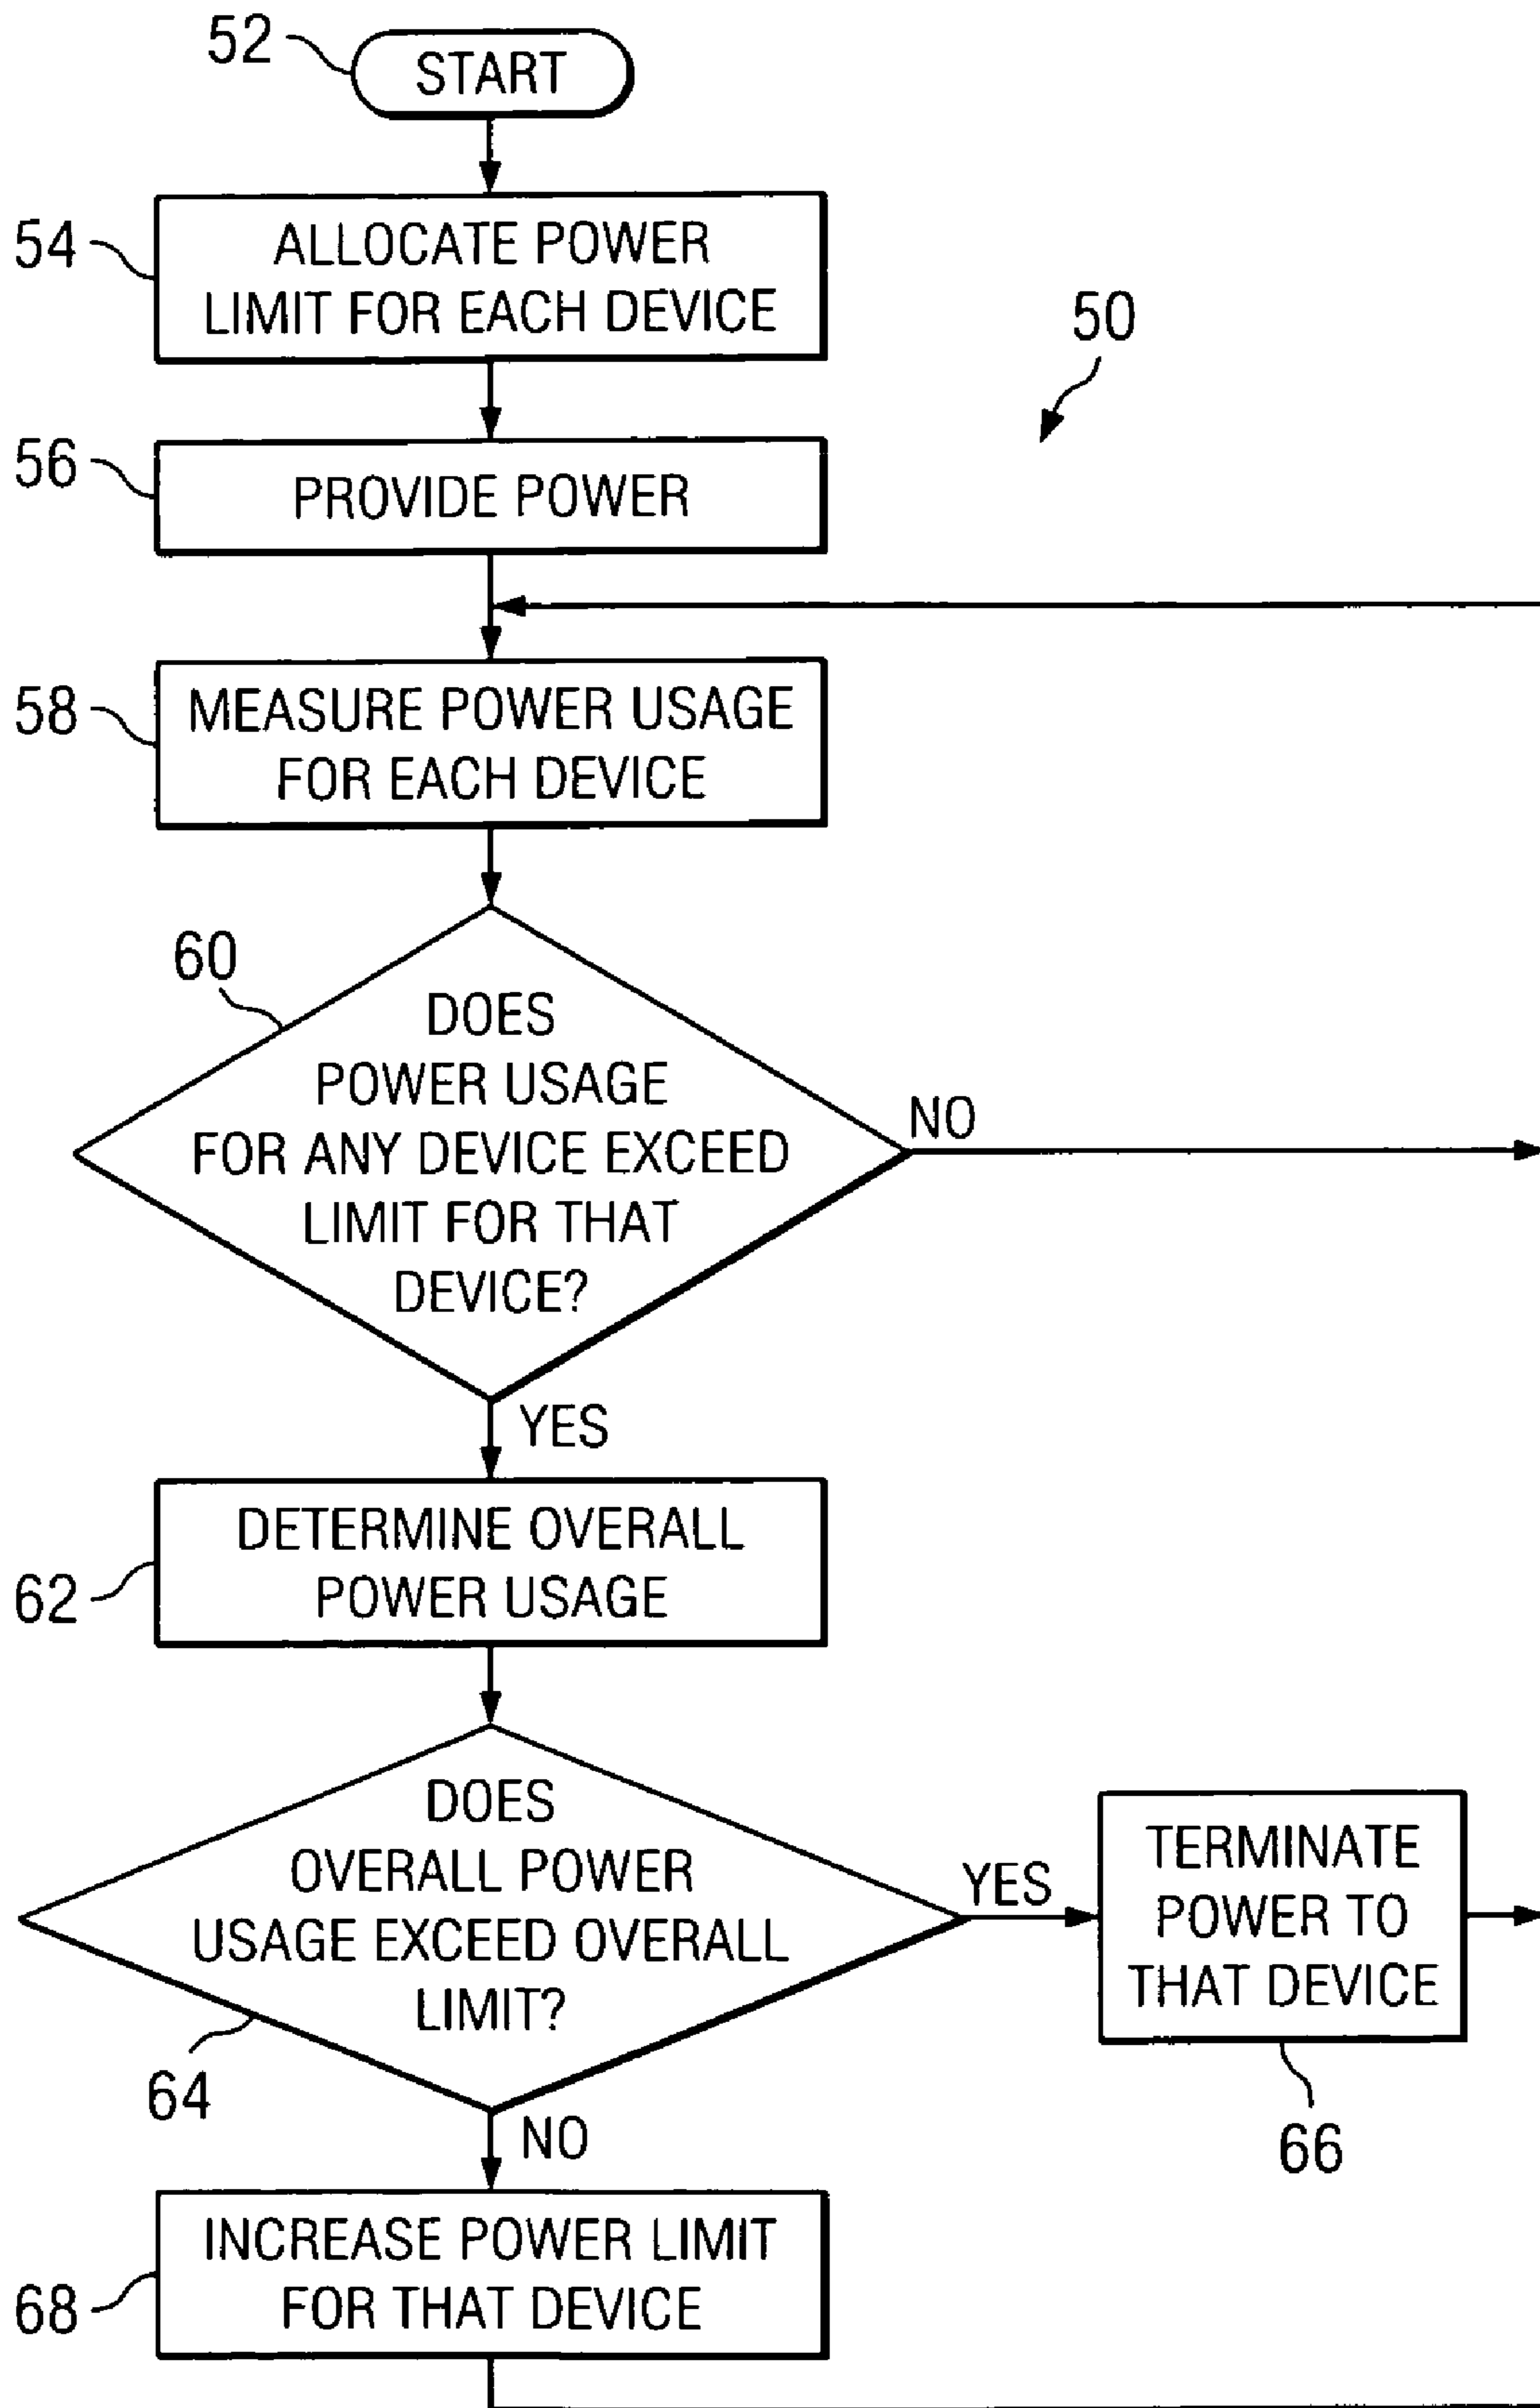 52
START
54
ALLOCATE POWER
LIMIT FOR EACH DEVICE
50
56
PROVIDE POWER
58
MEASURE POWER USAGE
FOR EACH DEVICE
60
DOES
POWER USAGE
FOR ANY DEVICE EXCEED
LIMIT FOR THAT
DEVICE?
NO
YES
62
DETERMINE OVERALL
POWER USAGE
DOES
OVERALL POWER
USAGE EXCEED OVERALL
LIMIT?
64
YES
TERMINATE
POWER TO
THAT DEVICE
66
NO
68
INCREASE POWER LIMIT
FOR THAT DEVICE